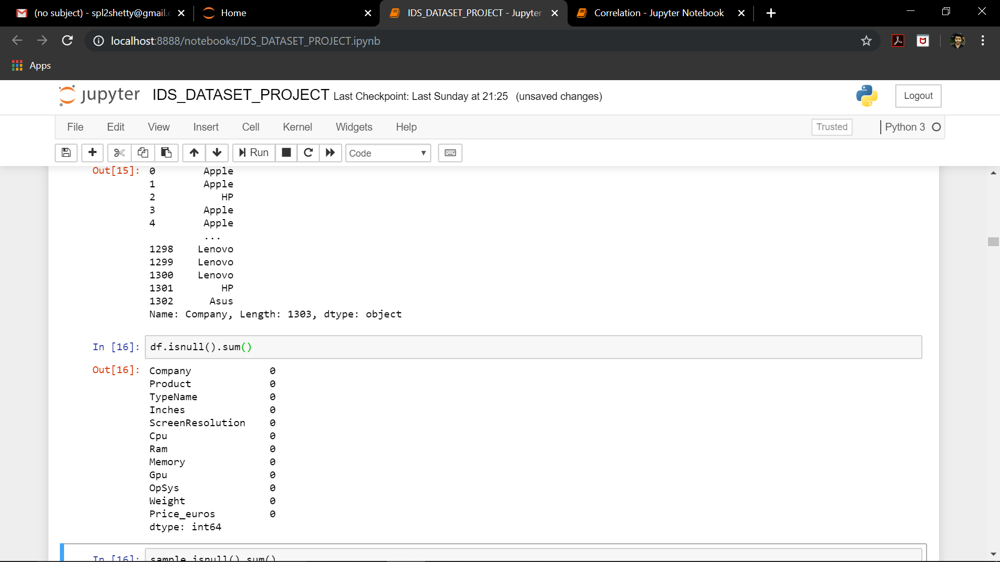 (no subject) - spl2shetty@gmail.c
Home
IDS_DATASET_PROJECT - Jupyter
Correlation - Jupyter Notebook
localhost:8888/notebooks/IDS_DATASET_PROJECT.ipynb
Apps
jupyter IDS_DATASET_PROJECT Last Checkpoint: Last Sunday at 21:25 (unsaved changes)
Logout
File Edit View Insert Cell Kernel Widgets Help
Trusted
Python 3
Run
Code
Out[15]: 0 Apple
1 Apple
2 HP
3 Apple
4 Apple
...
1298 Lenovo
1299 Lenovo
1300 Lenovo
1301 HP
1302 Asus
Name: Company, Length: 1303, dtype: object
In [16]: df.isnull().sum()
Out[16]: Company 0
Product 0
TypeName 0
Inches 0
ScreenResolution 0
Cpu 0
Ram 0
Memory 0
Gpu 0
OpSys 0
Weight 0
Price_euros 0
dtype: int64
In [16]: sample.isnull().sum()